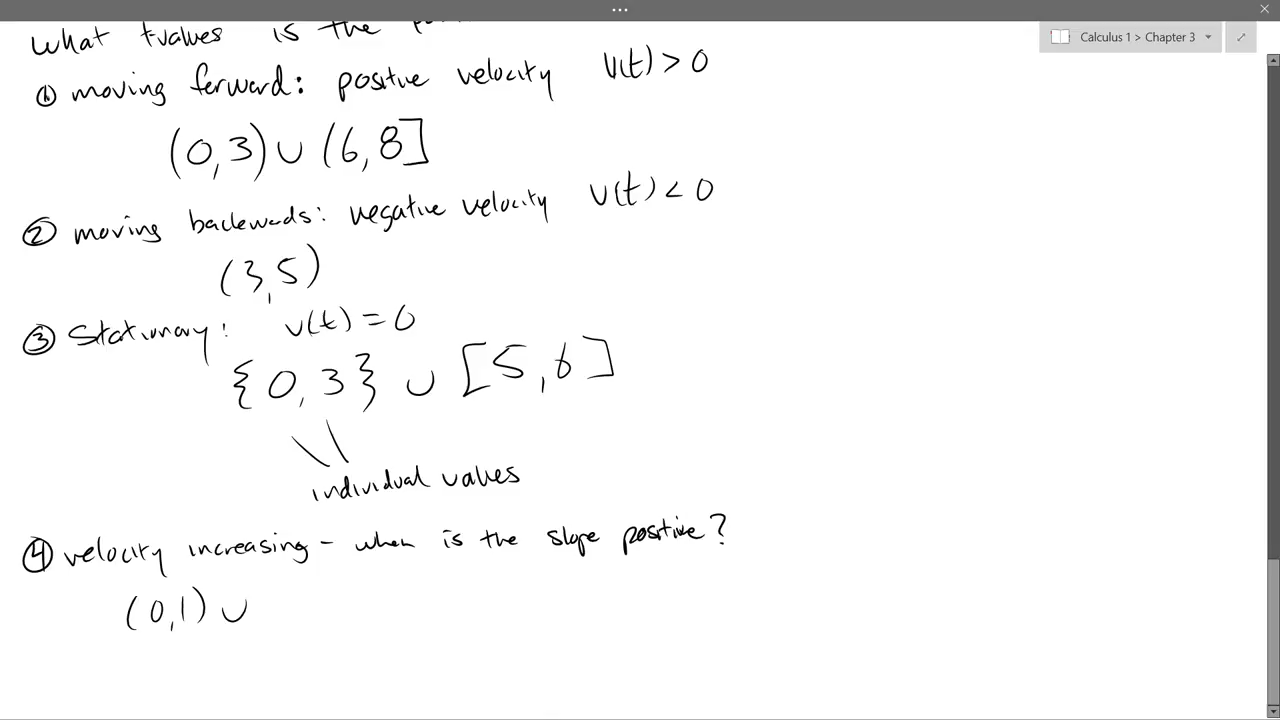 Calculus 1 > Chapter 3
what t-values is the
① moving forward: positive velocity v(t) > 0
(0,3) ∪ (6,8]
② moving backwards: negative velocity v(t) < 0
(3,5)
③ Stationary: v(t) = 0
{0,3} ∪ [5,6]
individual values
④ velocity increasing - when is the slope positive?
(0,1) ∪